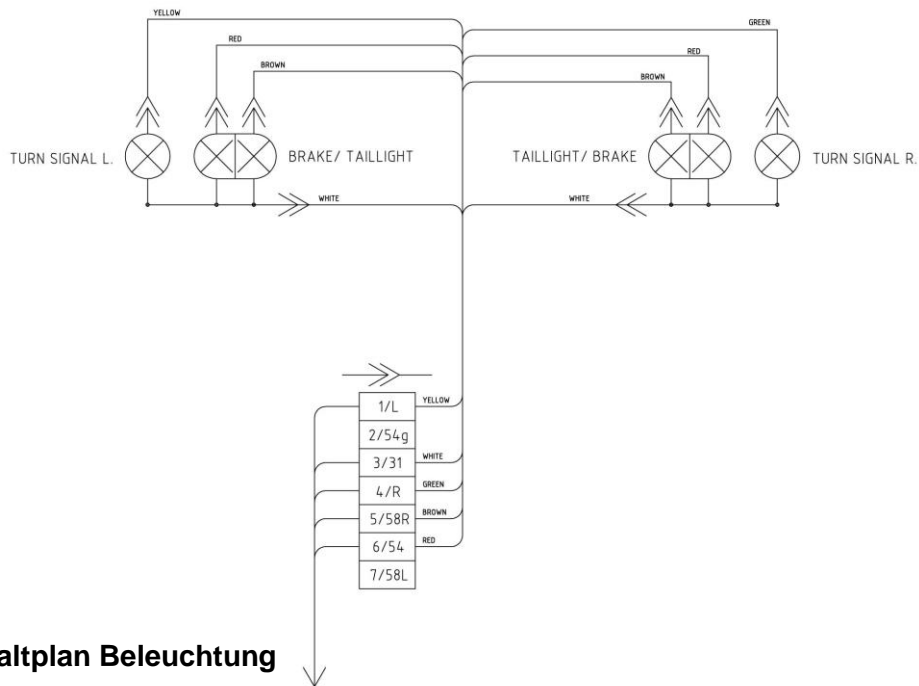 YELLOW
GREEN
RED
RED
BROWN
BROWN
TURN SIGNAL L.
BRAKE/ TAILLIGHT
TAILLIGHT/ BRAKE
TURN SIGNAL R.
WHITE
WHITE
1/L
YELLOW
2/54g
3/31
WHITE
4/R
GREEN
5/58R
BROWN
6/54
RED
7/58L
altplan Beleuchtung